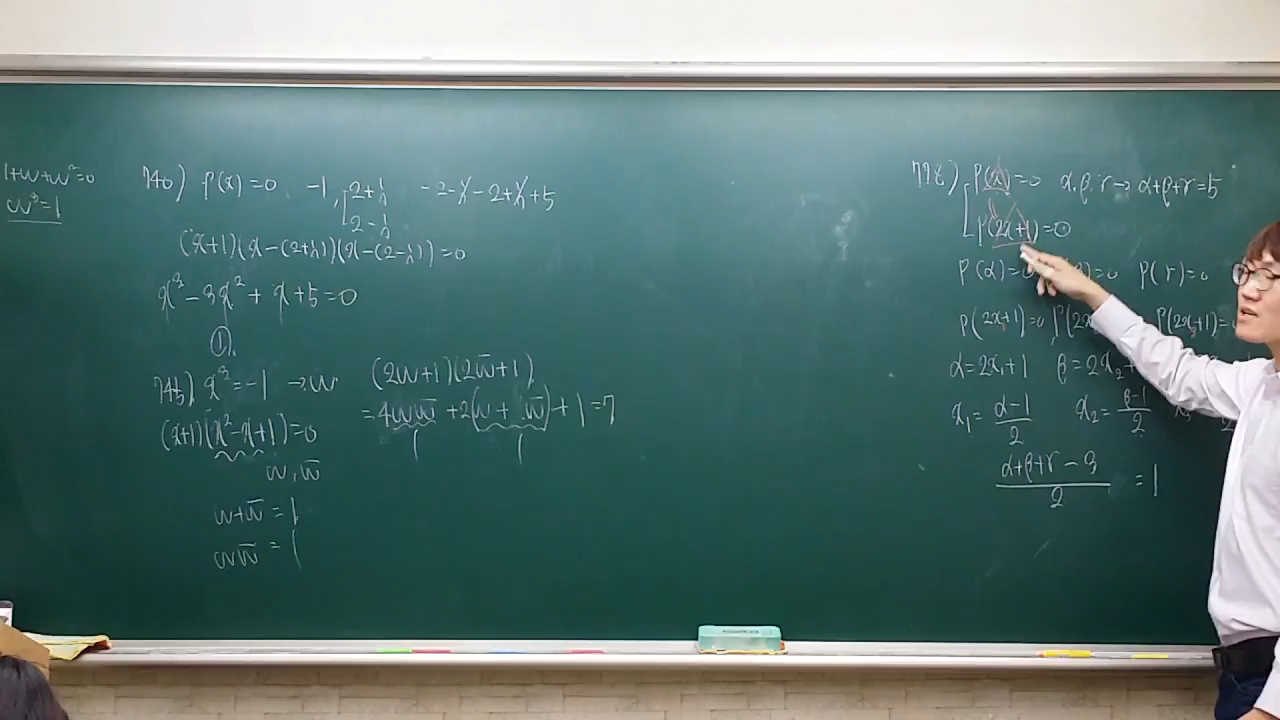 1+w+w²=0
w³=1
740) P(x)=0 -1, 2+i -2-i-2+i+5
2-i
(x+1)(x-(2+i))(x-(2-i))=0
x³-3x²+x+5=0
①
745) x³=-1 → w
(x+1)(x²-x+1)=0
w, w̅
w+w̅=1
ww̅=1
(2w+1)(2w̅+1)
=4ww̅+2(w+w̅)+1=7
1 1
778) P(x)=0 α,β,γ→α+β+γ=5
P(2x+1)=0
P(α)=0 P(β)=0 P(γ)=0
P(2x₁+1)=0 P(2x P(2x₃+1)=
α=2x₁+1 β=2x₂+
x₁=(α-1)/2 x₂=(β-1)/2 x₃
(α+β+γ-3)/2 =1